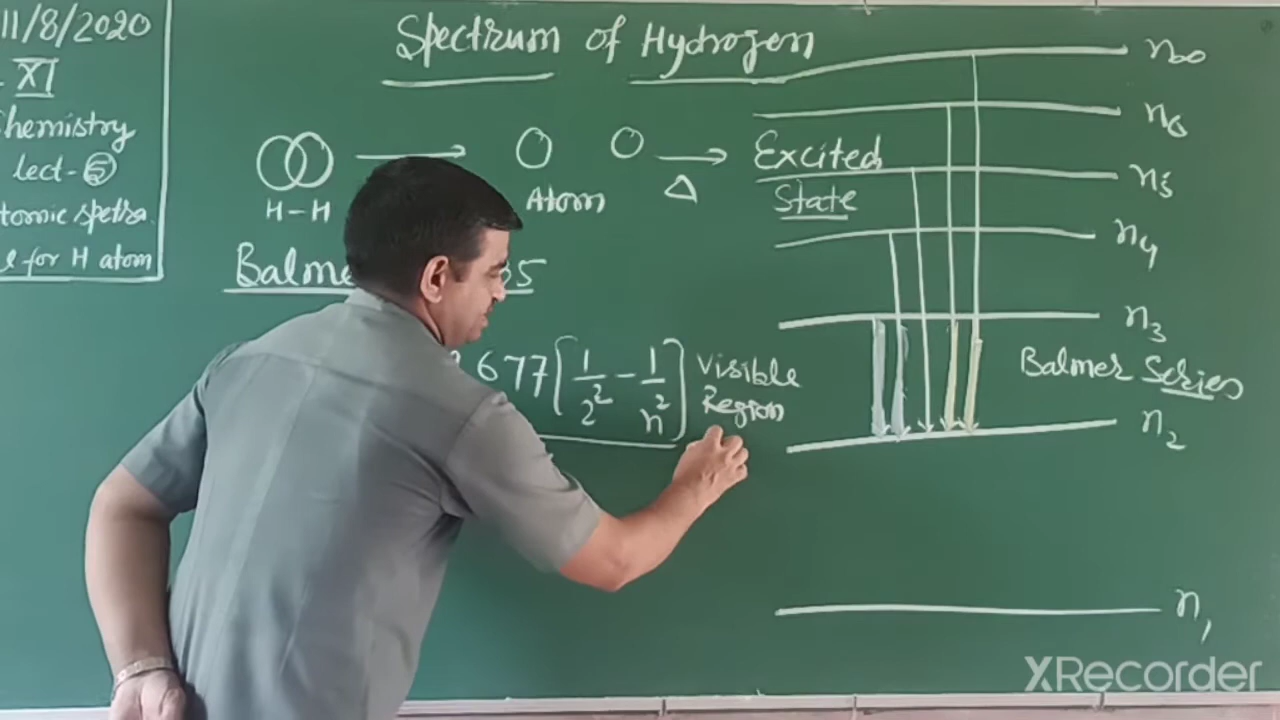 11/8/2020
XI
Chemistry
lect-5
tomic spetra
for H atom
Spectrum of Hydrogen
H-H
Atom
Δ
Excited
State
Balme
677[1/2² - 1/n²]
Visible
Region
n∞
n6
n5
n4
n3
Balmer Series
n2
n1
XRecorder